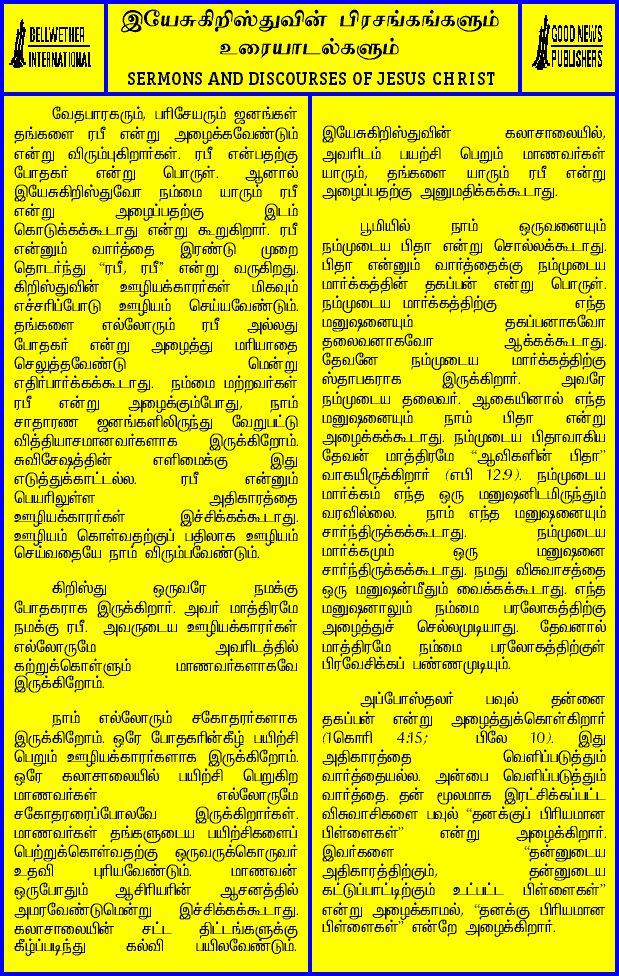 BELLWETHER
INTERNATIONAL
இயேசுகிறிஸ்துவின் பிரசங்கங்களும்
உரையாடல்களும்
SERMONS AND DISCOURSES OF JESUS CHRIST
GOOD NEWS
PUBLISHERS
வேதபாரகரும், பரிசேயரும் ஜனங்கள்
தங்களை ரபீ என்று அழைக்கவேண்டும்
என்று விரும்புகிறார்கள். ரபீ என்பதற்கு
போதகர் என்று பொருள். ஆனால்
இயேசுகிறிஸ்துவோ நம்மை யாரும் ரபீ
என்று அழைப்பதற்கு இடம்
கொடுக்கக்கூடாது என்று கூறுகிறார். ரபீ
என்னும் வார்த்தை இரண்டு முறை
தொடர்ந்து “ரபீ, ரபீ” என்று வருகிறது.
கிறிஸ்துவின் ஊழியக்காரர்கள் மிகவும்
எச்சரிப்போடு ஊழியம் செய்யவேண்டும்.
தங்களை எல்லோரும் ரபீ அல்லது
போதகர் என்று அழைத்து மரியாதை
செலுத்தவேண்டு மென்று
எதிர்பார்க்கக்கூடாது. நம்மை மற்றவர்கள்
ரபீ என்று அழைக்கும்போது, நாம்
சாதாரண ஜனங்களிலிருந்து வேறுபட்டு
வித்தியாசமானவர்களாக இருக்கிறோம்.
சுவிசேஷத்தின் எளிமைக்கு இது
எடுத்துக்காட்டல்ல. ரபீ என்னும்
பெயரிலுள்ள அதிகாரத்தை
ஊழியக்காரர்கள் இச்சிக்கக்கூடாது.
ஊழியம் கொள்வதற்குப் பதிலாக ஊழியம்
செய்வதையே நாம் விரும்பவேண்டும்.
கிறிஸ்து ஒருவரே நமக்கு
போதகராக இருக்கிறார். அவர் மாத்திரமே
நமக்கு ரபீ. அவருடைய ஊழியக்காரர்கள்
எல்லோருமே அவரிடத்தில்
கற்றுக்கொள்ளும் மாணவர்களாகவே
இருக்கிறோம்.
நாம் எல்லோரும் சகோதரர்களாக
இருக்கிறோம். ஒரே போதகரின்கீழ் பயிற்சி
பெறும் ஊழியக்காரர்களாக இருக்கிறோம்.
ஒரே கலாசாலையில் பயிற்சி பெறுகிற
மாணவர்கள் எல்லோருமே
சகோதரரைப்போலவே இருக்கிறார்கள்.
மாணவர்கள் தங்களுடைய பயிற்சிகளைப்
பெற்றுக்கொள்வதற்கு ஒருவருக்கொருவர்
உதவி புரியவேண்டும். மாணவன்
ஒருபோதும் ஆசிரியரின் ஆசனத்தில்
அமரவேண்டுமென்று இச்சிக்கக்கூடாது.
கலாசாலையின் சட்ட திட்டங்களுக்கு
கீழ்ப்படிந்து கல்வி பயிலவேண்டும்.
இயேசுகிறிஸ்துவின் கலாசாலையில்,
அவரிடம் பயற்சி பெறும் மாணவர்கள்
யாரும், தங்களை யாரும் ரபீ என்று
அழைப்பதற்கு அனுமதிக்கக்கூடாது.
பூமியில் நாம் ஒருவனையும்
நம்முடைய பிதா என்று சொல்லக்கூடாது.
பிதா என்னும் வார்த்தைக்கு நம்முடைய
மார்க்கத்தின் தகப்பன் என்று பொருள்.
நம்முடைய மார்க்கத்திற்கு எந்த
மனுஷனையும் தகப்பனாகவோ
தலைவனாகவோ ஆக்கக்கூடாது.
தேவனே நம்முடைய மார்க்கத்திற்கு
ஸ்தாபகராக இருக்கிறார். அவரே
நம்முடைய தலைவர். ஆகையினால் எந்த
மனுஷனையும் நாம் பிதா என்று
அழைக்கக்கூடாது. நம்முடைய பிதாவாகிய
தேவன் மாத்திரமே “ஆவிகளின் பிதா”
வாகயிருக்கிறார் (எபி 12:9). நம்முடைய
மார்க்கம் எந்த ஒரு மனுஷனிடமிருந்தும்
வரவில்லை. நாம் எந்த மனுஷனையும்
சார்ந்திருக்கக்கூடாது. நம்முடைய
மார்க்கமும் ஒரு மனுஷனை
சார்ந்திருக்கக்கூடாது. நமது விசுவாசத்தை
ஒரு மனுஷன்மீதும் வைக்கக்கூடாது. எந்த
மனுஷனாலும் நம்மை பரலோகத்திற்கு
அழைத்துச் செல்லமுடியாது. தேவனால்
மாத்திரமே நம்மை பரலோகத்திற்குள்
பிரவேசிக்கப் பண்ணமுடியும்.
அப்போஸ்தலர் பவுல் தன்னை
தகப்பன் என்று அழைத்துக்கொள்கிறார்
(1கொரி 4:15; பிலே 10). இது
அதிகாரத்தை வெளிப்படுத்தும்
வார்த்தையல்ல. அன்பை வெளிப்படுத்தும்
வார்த்தை. தன் மூலமாக இரட்சிக்கப்பட்ட
விசுவாசிகளை பவுல் “தனக்குப் பிரியமான
பிள்ளைகள்” என்று அழைக்கிறார்.
இவர்களை “தன்னுடைய
அதிகாரத்திற்கும், தன்னுடைய
கட்டுப்பாட்டிற்கும் உட்பட்ட பிள்ளைகள்”
என்று அழைக்காமல், “தனக்கு பிரியமான
பிள்ளைகள்” என்றே அழைக்கிறார்.